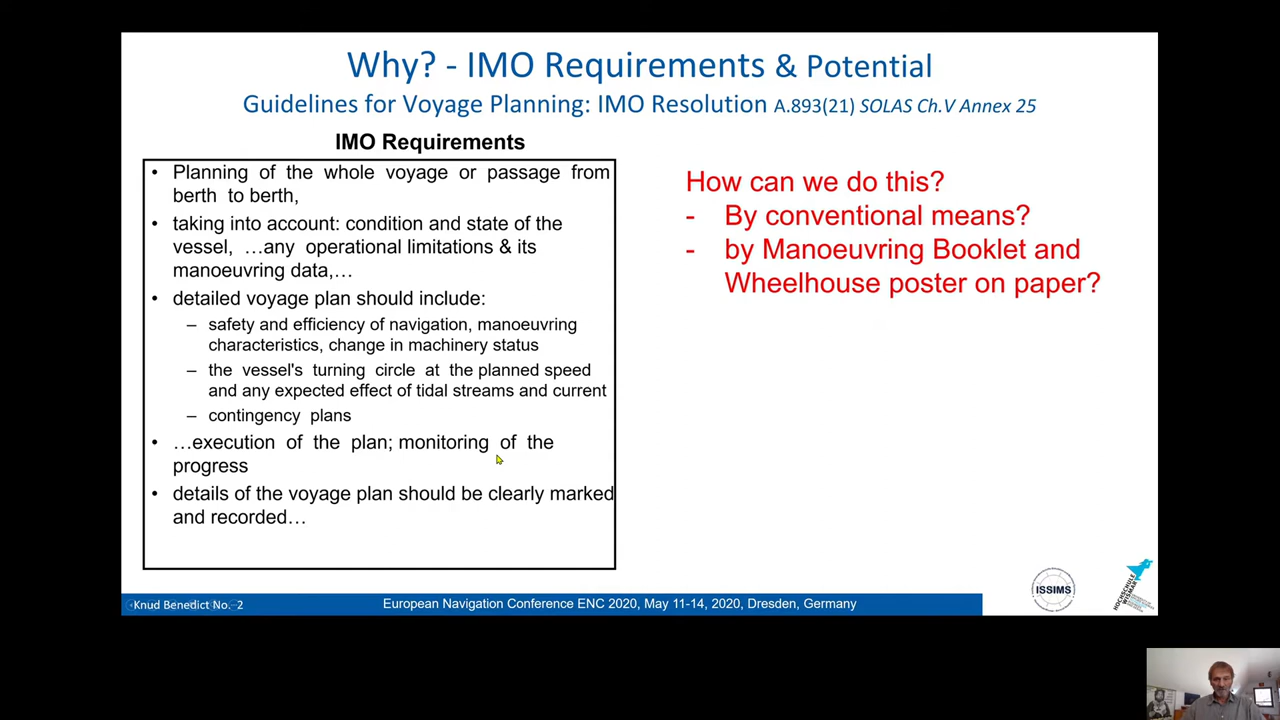 Why? - IMO Requirements & Potential
Guidelines for Voyage Planning: IMO Resolution A.893(21) SOLAS Ch.V Annex 25
IMO Requirements
• Planning of the whole voyage or passage from
berth to berth,
• taking into account: condition and state of the
vessel, …any operational limitations & its
manoeuvring data,…
• detailed voyage plan should include:
– safety and efficiency of navigation, manoeuvring
characteristics, change in machinery status
– the vessel's turning circle at the planned speed
and any expected effect of tidal streams and current
– contingency plans
• …execution of the plan; monitoring of the
progress
• details of the voyage plan should be clearly marked
and recorded…
How can we do this?
- By conventional means?
- by Manoeuvring Booklet and
Wheelhouse poster on paper?
Knud Benedict No. 2
European Navigation Conference ENC 2020, May 11-14, 2020, Dresden, Germany
ISSIMS
HOCHSCHULE
WISMAR